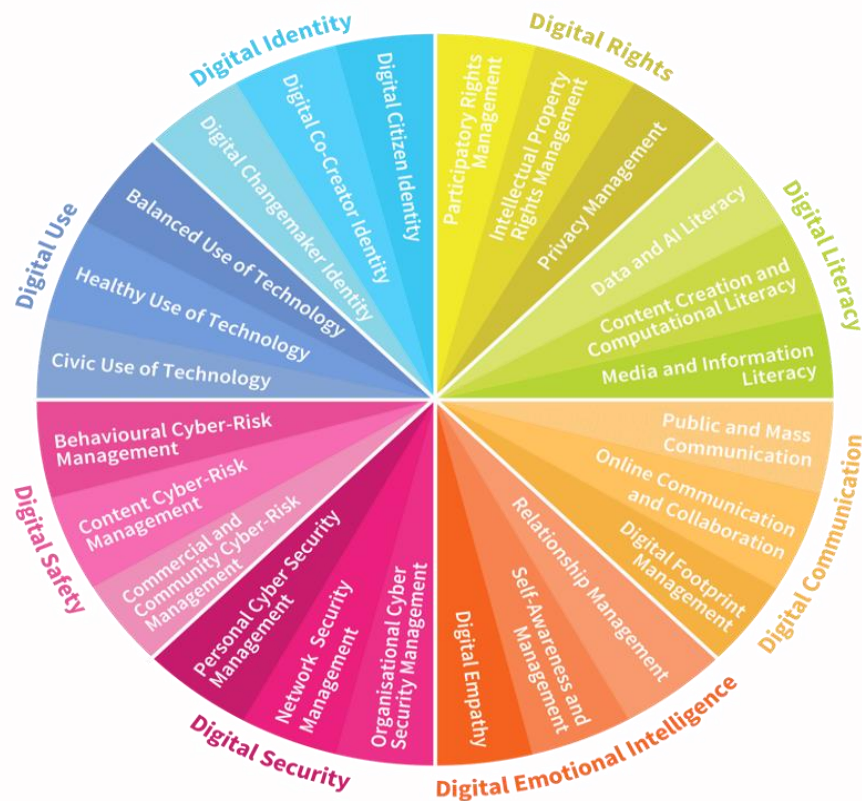 Digital Identity
Digital Citizen Identity
Digital Co-Creator Identity
Digital Changemaker Identity
Digital Rights
Participatory Rights
Management
Intellectual Property
Rights Management
Privacy Management
Digital Literacy
Data and AI Literacy
Content Creation and
Computational Literacy
Media and Information
Literacy
Digital Communication
Public and Mass
Communication
Online Communication
and Collaboration
Digital Footprint
Management
Digital Emotional Intelligence
Relationship Management
Self-Awareness and
Management
Digital Empathy
Digital Security
Organisational Cyber
Security Management
Network Security
Management
Personal Cyber Security
Management
Digital Safety
Commercial and
Community Cyber-Risk
Management
Content Cyber-Risk
Management
Behavioural Cyber-Risk
Management
Digital Use
Civic Use of Technology
Healthy Use of Technology
Balanced Use of Technology